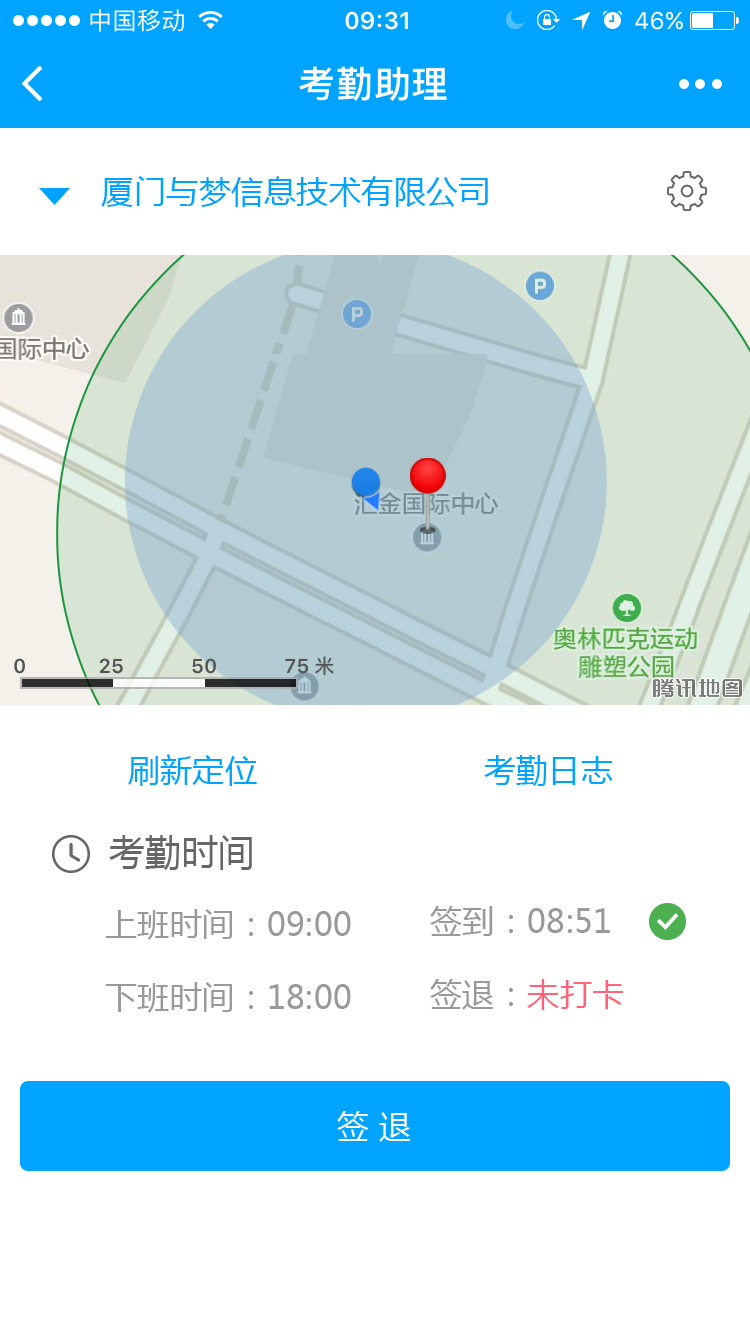 中国移动 09:31 46%
考勤助理
厦门与梦信息技术有限公司
P
P
国际中心
汇金国际中心
奥林匹克运动
雕塑公园
0 25 50 75 米
腾讯地图
刷新定位 考勤日志
考勤时间
上班时间：09:00 签到：08:51
下班时间：18:00 签退：未打卡
签 退